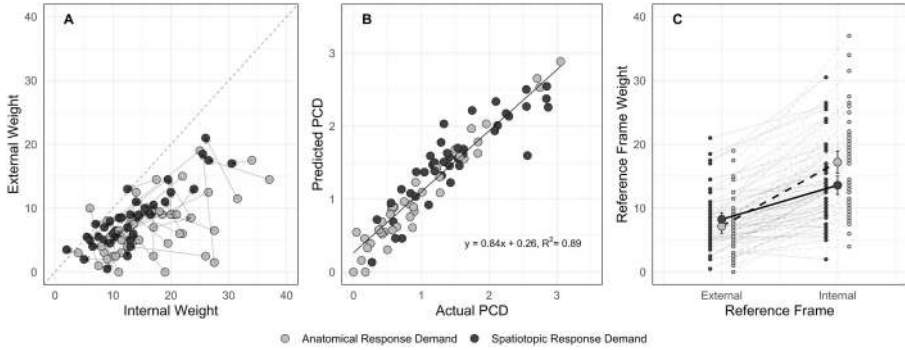 A
External Weight
40
30
20
10
0
0
10
20
30
40
Internal Weight
B
Predicted PCD
3
2
1
0
0
1
2
3
y = 0.84x + 0.26, R² = 0.89
Actual PCD
C
Reference Frame Weight
40
30
20
10
0
External
Internal
Reference Frame
Anatomical Response Demand
Spatiotopic Response Demand